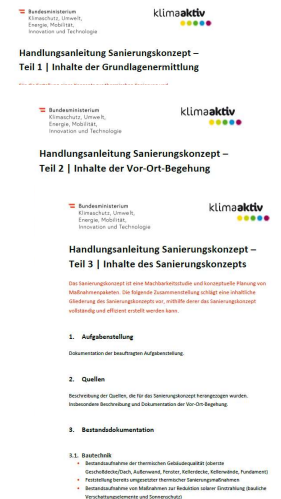 Bundesministerium
Klimaschutz, Umwelt,
Energie, Mobilität,
Innovation und Technologie
klimaaktiv
Handlungsanleitung Sanierungskonzept –
Teil 1 | Inhalte der Grundlagenermittlung
Bundesministerium
Klimaschutz, Umwelt,
Energie, Mobilität,
Innovation und Technologie
klimaaktiv
Handlungsanleitung Sanierungskonzept –
Teil 2 | Inhalte der Vor-Ort-Begehung
Bundesministerium
Klimaschutz, Umwelt,
Energie, Mobilität,
Innovation und Technologie
klimaaktiv
Handlungsanleitung Sanierungskonzept –
Teil 3 | Inhalte des Sanierungskonzepts
Das Sanierungskonzept ist eine Machbarkeitsstudie und konzeptuelle Planung von
Maßnahmenpaketen. Die folgende Zusammenstellung schlägt eine inhaltliche
Gliederung des Sanierungskonzepts vor, mithilfe derer das Sanierungskonzept
vollständig und effizient erstellt werden kann.
1. Aufgabenstellung
Dokumentation der beauftragten Aufgabenstellung.
2. Quellen
Beschreibung der Quellen, die für das Sanierungskonzept herangezogen wurden.
Insbesondere Beschreibung und Dokumentation der Vor-Ort-Begehung.
3. Bestandsdokumentation
3.1. Bautechnik
• Bestandsaufnahme der thermischen Gebäudequalität (oberste
Geschoßdecke/Dach, Außenwand, Fenster, Kellerdecke, Kellerwände, Fundament)
• Feststellung bereits umgesetzter thermischer Sanierungsmaßnahmen
• Bestandsaufnahme von Maßnahmen zur Reduktion solarer Einstrahlung (bauliche
Verschattungselemente und Sonnenschutz)